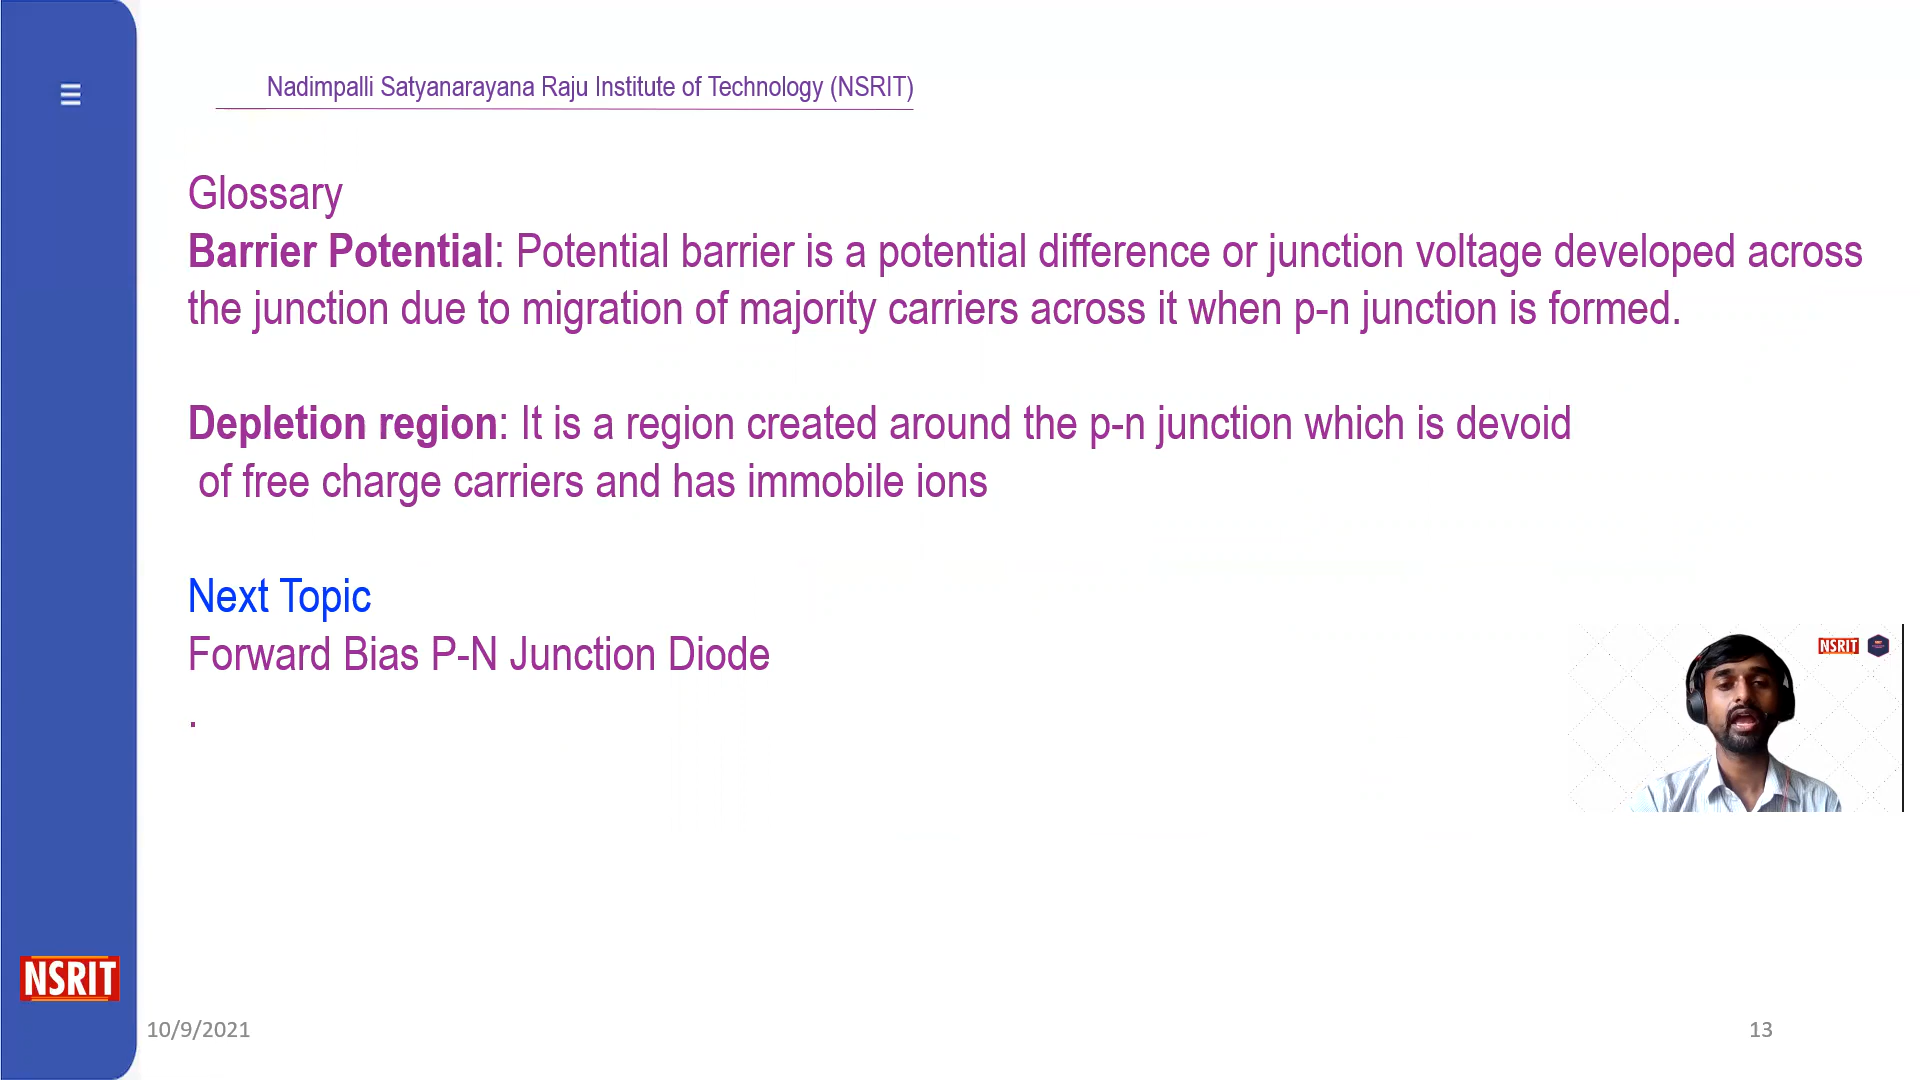 Nadimpalli Satyanarayana Raju Institute of Technology (NSRIT)
Glossary
Barrier Potential: Potential barrier is a potential difference or junction voltage developed across
the junction due to migration of majority carriers across it when p-n junction is formed.
Depletion region: It is a region created around the p-n junction which is devoid
of free charge carriers and has immobile ions
Next Topic
Forward Bias P-N Junction Diode
.
NSRIT
NSRIT
10/9/2021
13